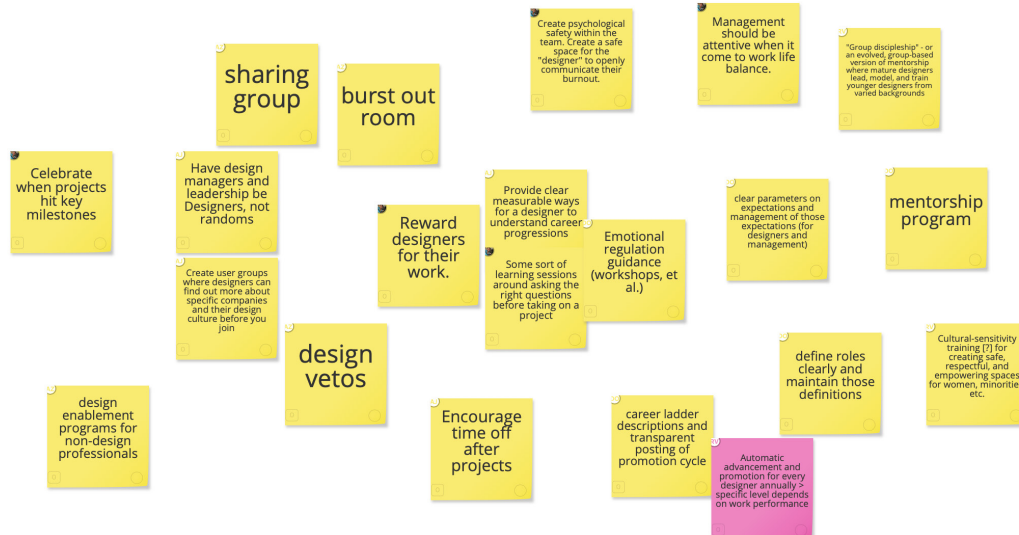 Create psychological
safety within the
team. Create a safe
space for the
"designer" to openly
communicate their
burnout.
Management
should be
attentive when it
come to work life
balance.
"Group discipleship" - or
an evolved, group-based
version of mentorship
where mature designers
lead, model, and train
younger designers from
varied backgrounds
sharing
group
burst out
room
Celebrate
when projects
hit key
milestones
Have design
managers and
leadership be
Designers, not
randoms
Provide clear
measurable ways
for a designer to
understand career
progressions
clear parameters on
expectations and
management of those
expectations (for
designers and
management)
mentorship
program
Reward
designers
for their
work.
Emotional
regulation
guidance
(workshops, et
al.)
Some sort of
learning sessions
around asking the
right questions
before taking on a
project
Create user groups
where designers can
find out more about
specific companies
and their design
culture before you
join
design
vetos
define roles
clearly and
maintain those
definitions
Cultural-sensitivity
training [?] for
creating safe,
respectful, and
empowering spaces
for women, minoritie
etc.
design
enablement
programs for
non-design
professionals
Encourage
time off
after
projects
career ladder
descriptions and
transparent
posting of
promotion cycle
Automatic
advancement and
promotion for every
designer annually >
specific level depends
on work performance